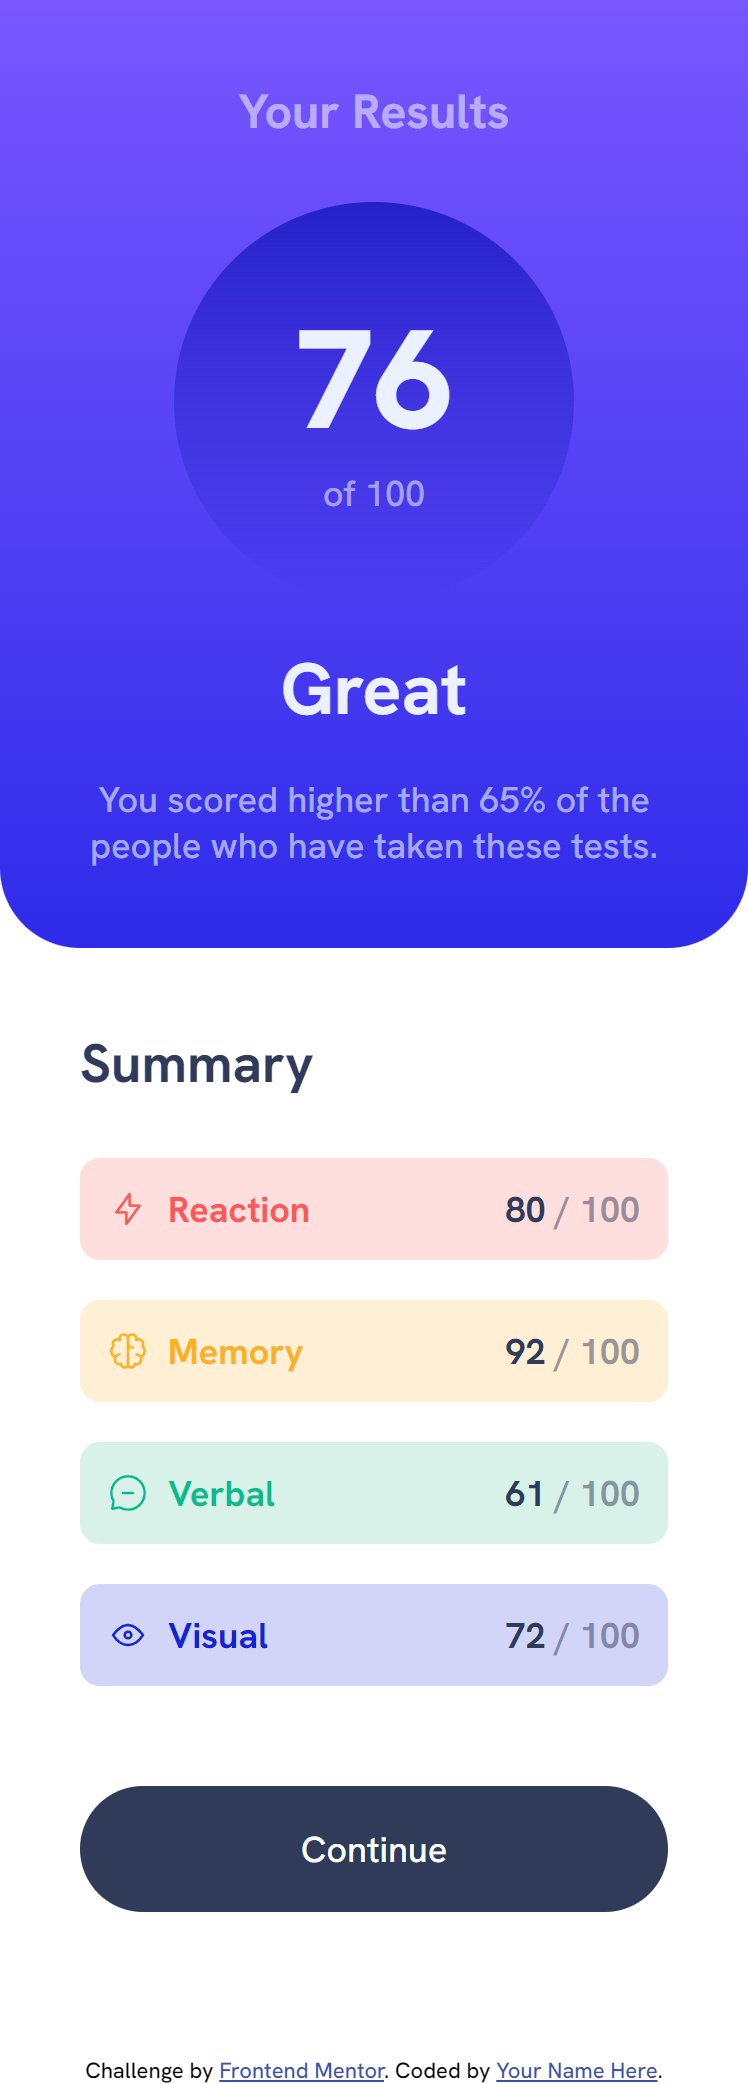 Your Results
76
of 100
Great
You scored higher than 65% of the
people who have taken these tests.
Summary
Reaction 80 / 100
Memory 92 / 100
Verbal 61 / 100
Visual 72 / 100
Continue
Challenge by Frontend Mentor. Coded by Your Name Here.